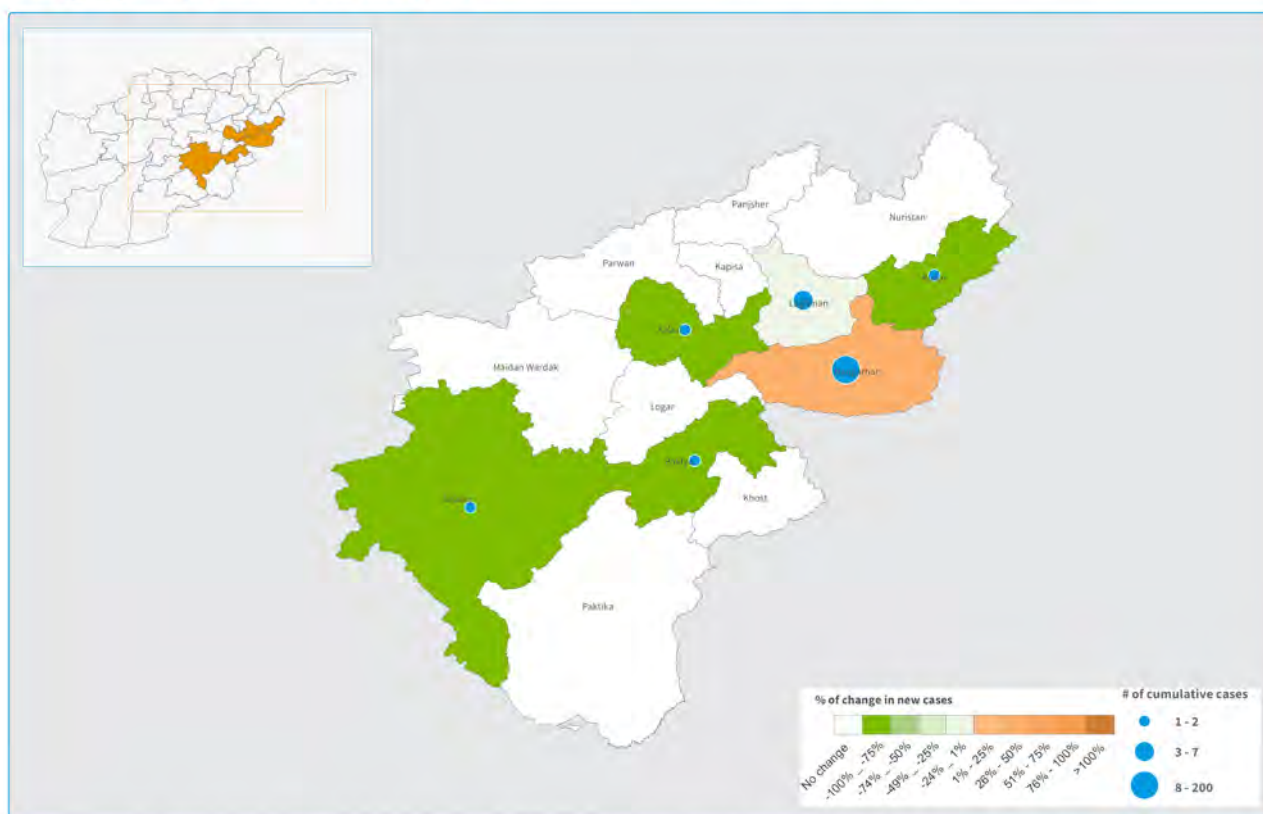 Panjsher
Nuristan
Parwan
Kapisa
Maidan Wardak
Logar
Khost
Paktika
% of change in new cases
No change
-100% _ -75%
-74% _ -50%
-49% _ -25%
-24% _ 1%
1% - 25%
26% - 50%
51% - 75%
76% - 100%
>100%
# of cumulative cases
1 - 2
3 - 7
8 - 200